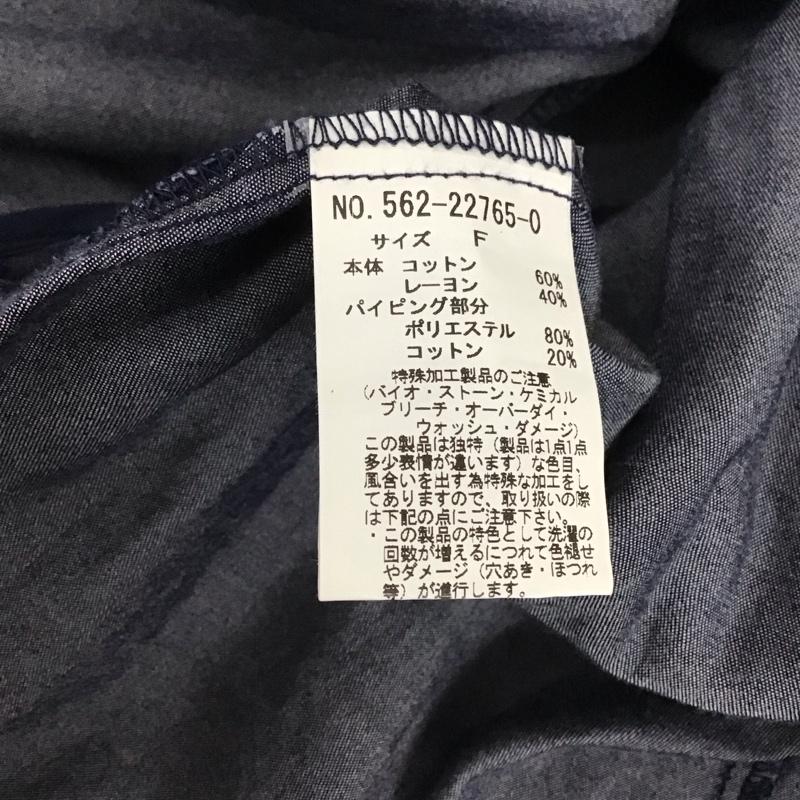 NO. 562-22765-0
サイズ F
本体 コットン 60%
レーヨン 40%
パイピング部分
ポリエステル 80%
コットン 20%
特殊加工製品のご注意
(バイオ・ストーン・ケミカル
ブリーチ・オーバーダイ・
ウォッシュ・ダメージ)
この製品は独特(製品は1点1点
多少表情が違います)な色目、
風合いを出す為特殊な加工をし
てありますので、取り扱いの際
は下記の点にご注意下さい。
・この製品の特色として洗濯の
回数が増えるにつれて色褪せ
やダメージ(穴あき・ほつれ
等)が進行します。